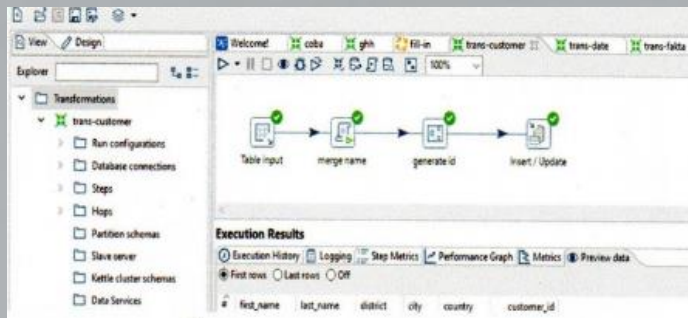 View Design
Welcome! coba ghh fill-in trans-customer trans-date trans-fakta
Explorer
100%
Transformations
trans-customer
Run configurations
Database connections
Steps
Hops
Partition schemas
Slave server
Kettle cluster schemas
Data Services
Table input merge name generate id Insert / Update
Execution Results
Execution History Logging Step Metrics Performance Graph Metrics Preview data
First rows Last rows Off
# first_name last_name district city country customer_id